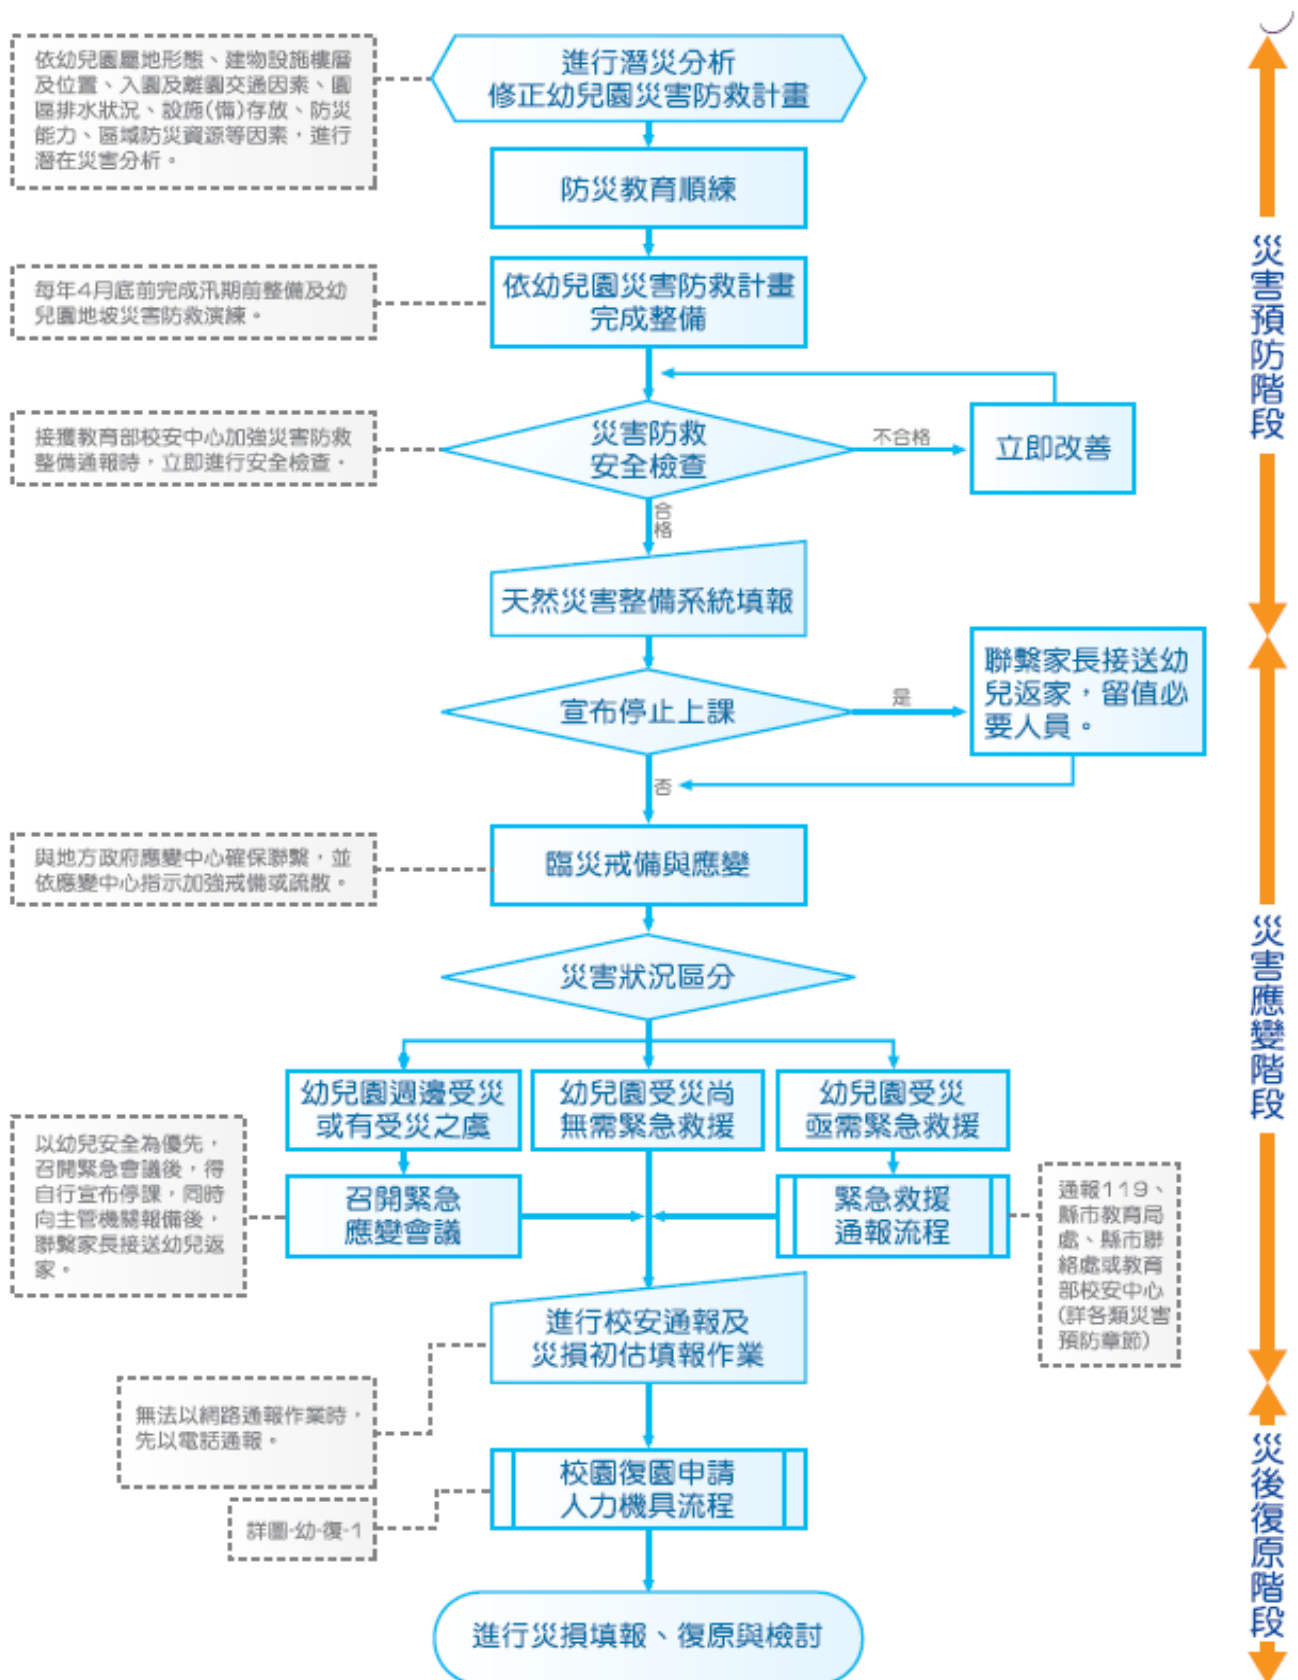 依幼兒園屬地形態、建物設施樓層
及位置、入園及離園交通因素、園
區排水狀況、設施(備)存放、防災
能力、區域防災資源等因素，進行
潛在災害分析。
進行潛災分析
修正幼兒園災害防救計畫
防災教育順練
每年4月底前完成汛期前整備及幼
兒園地坡災害防救演練。
依幼兒園災害防救計畫
完成整備
接獲教育部校安中心加強災害防救
整備通報時，立即進行安全檢查。
災害防救
安全檢查
不合格
立即改善
合格
天然災害整備系統填報
災害預防階段
宣布停止上課
是
聯繫家長接送幼
兒返家，留值必
要人員。
否
與地方政府應變中心確保聯繫，並
依應變中心指示加強戒備或疏散。
臨災戒備與應變
災害狀況區分
幼兒園週邊受災
或有受災之虞
幼兒園受災尚
無需緊急救援
幼兒園受災
亟需緊急救援
以幼兒安全為優先，
召開緊急會議後，得
自行宣布停課，同時
向主管機關報備後，
聯繫家長接送幼兒返
家。
召開緊急
應變會議
緊急救援
通報流程
通報119、
縣市教育局
處、縣市聯
絡處或教育
部校安中心
(詳各類災害
預防章節)
災害應變階段
進行校安通報及
災損初估填報作業
無法以網路通報作業時，
先以電話通報。
校園復園申請
人力機具流程
詳圖-幼-復-1
進行災損填報、復原與檢討
災後復原階段